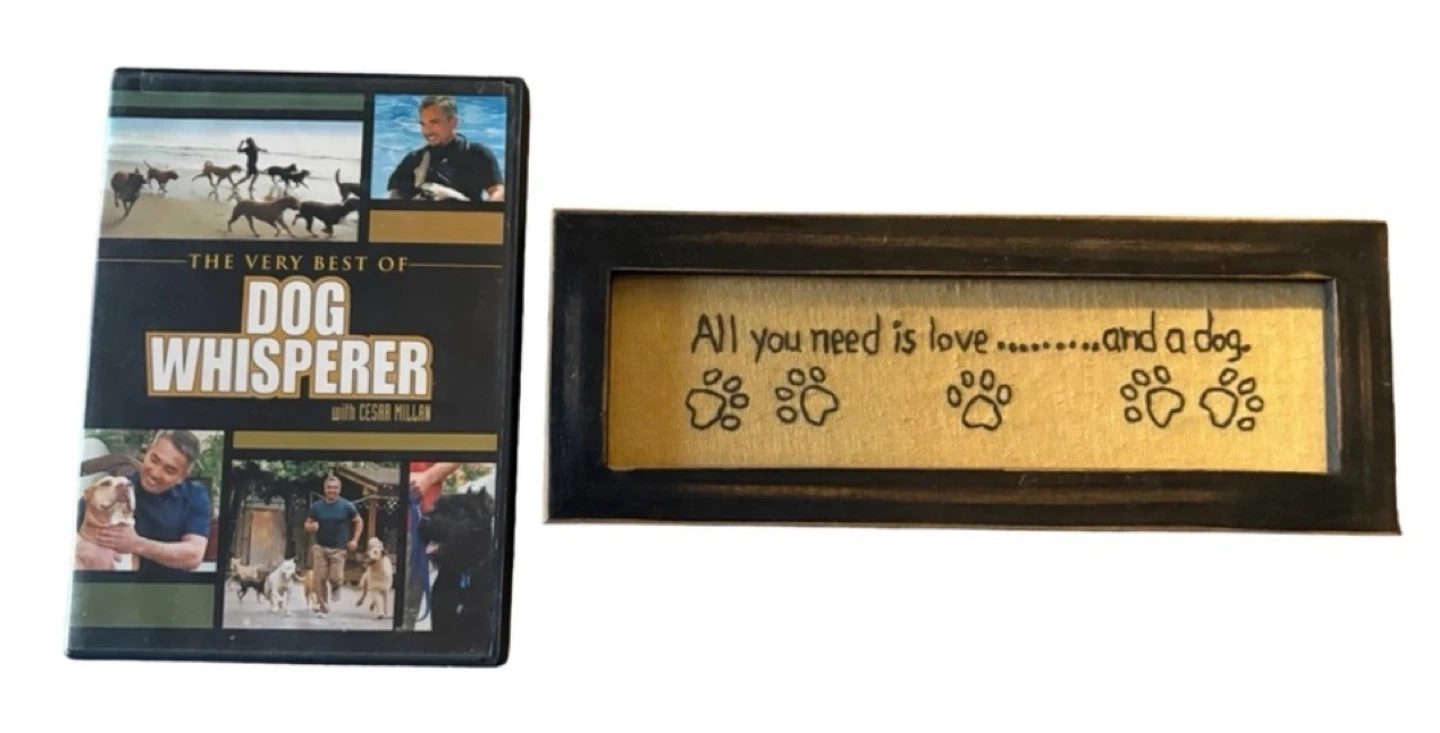 THE VERY BEST OF
DOG
WHISPERER
with CESAR MILLAN
All you need is love.........and a dog.